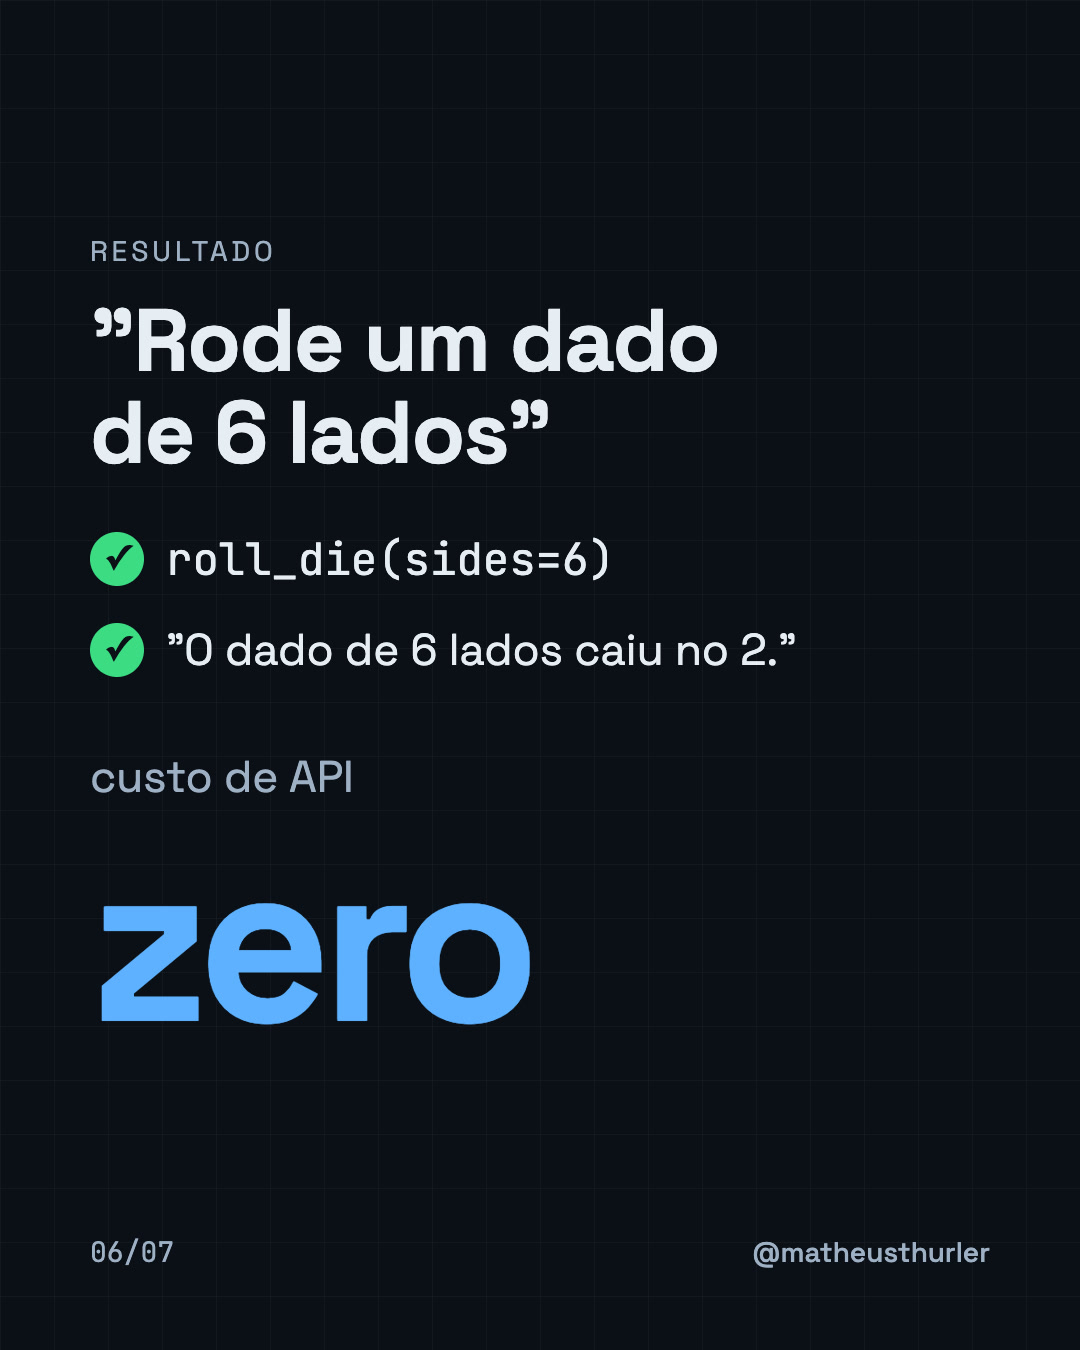 RESULTADO
”Rode um dado
de 6 lados”
roll_die(sides=6)
”O dado de 6 lados caiu no 2.”
custo de API
zero
06/07
@matheusthurler